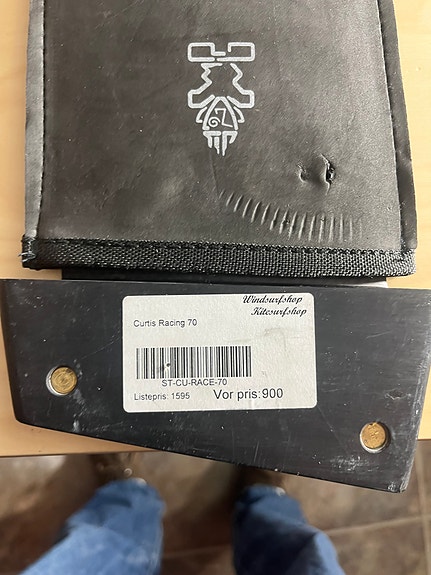 Windsurfshop
Kitesurfshop
Curtis Racing 70
ST-CU-RACE-70
Listepris: 1595 Vor pris:900